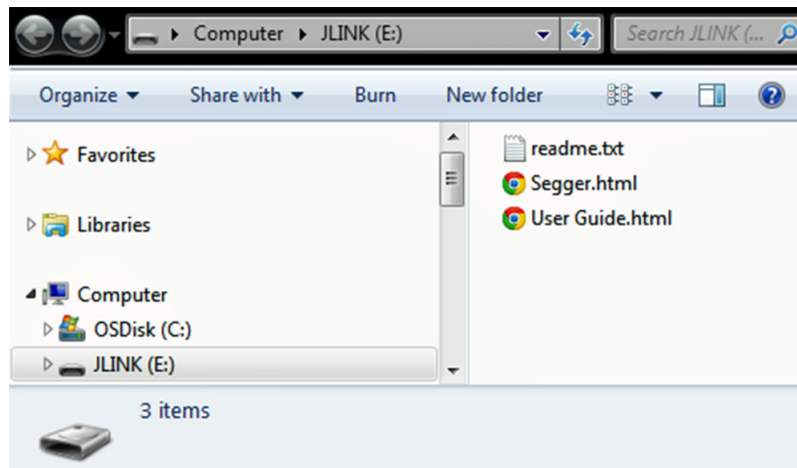 Computer JLINK (E:) Search JLINK (...
Organize Share with Burn New folder
Favorites
Libraries
Computer
OSDisk (C:)
JLINK (E:)
readme.txt
Segger.html
User Guide.html
3 items